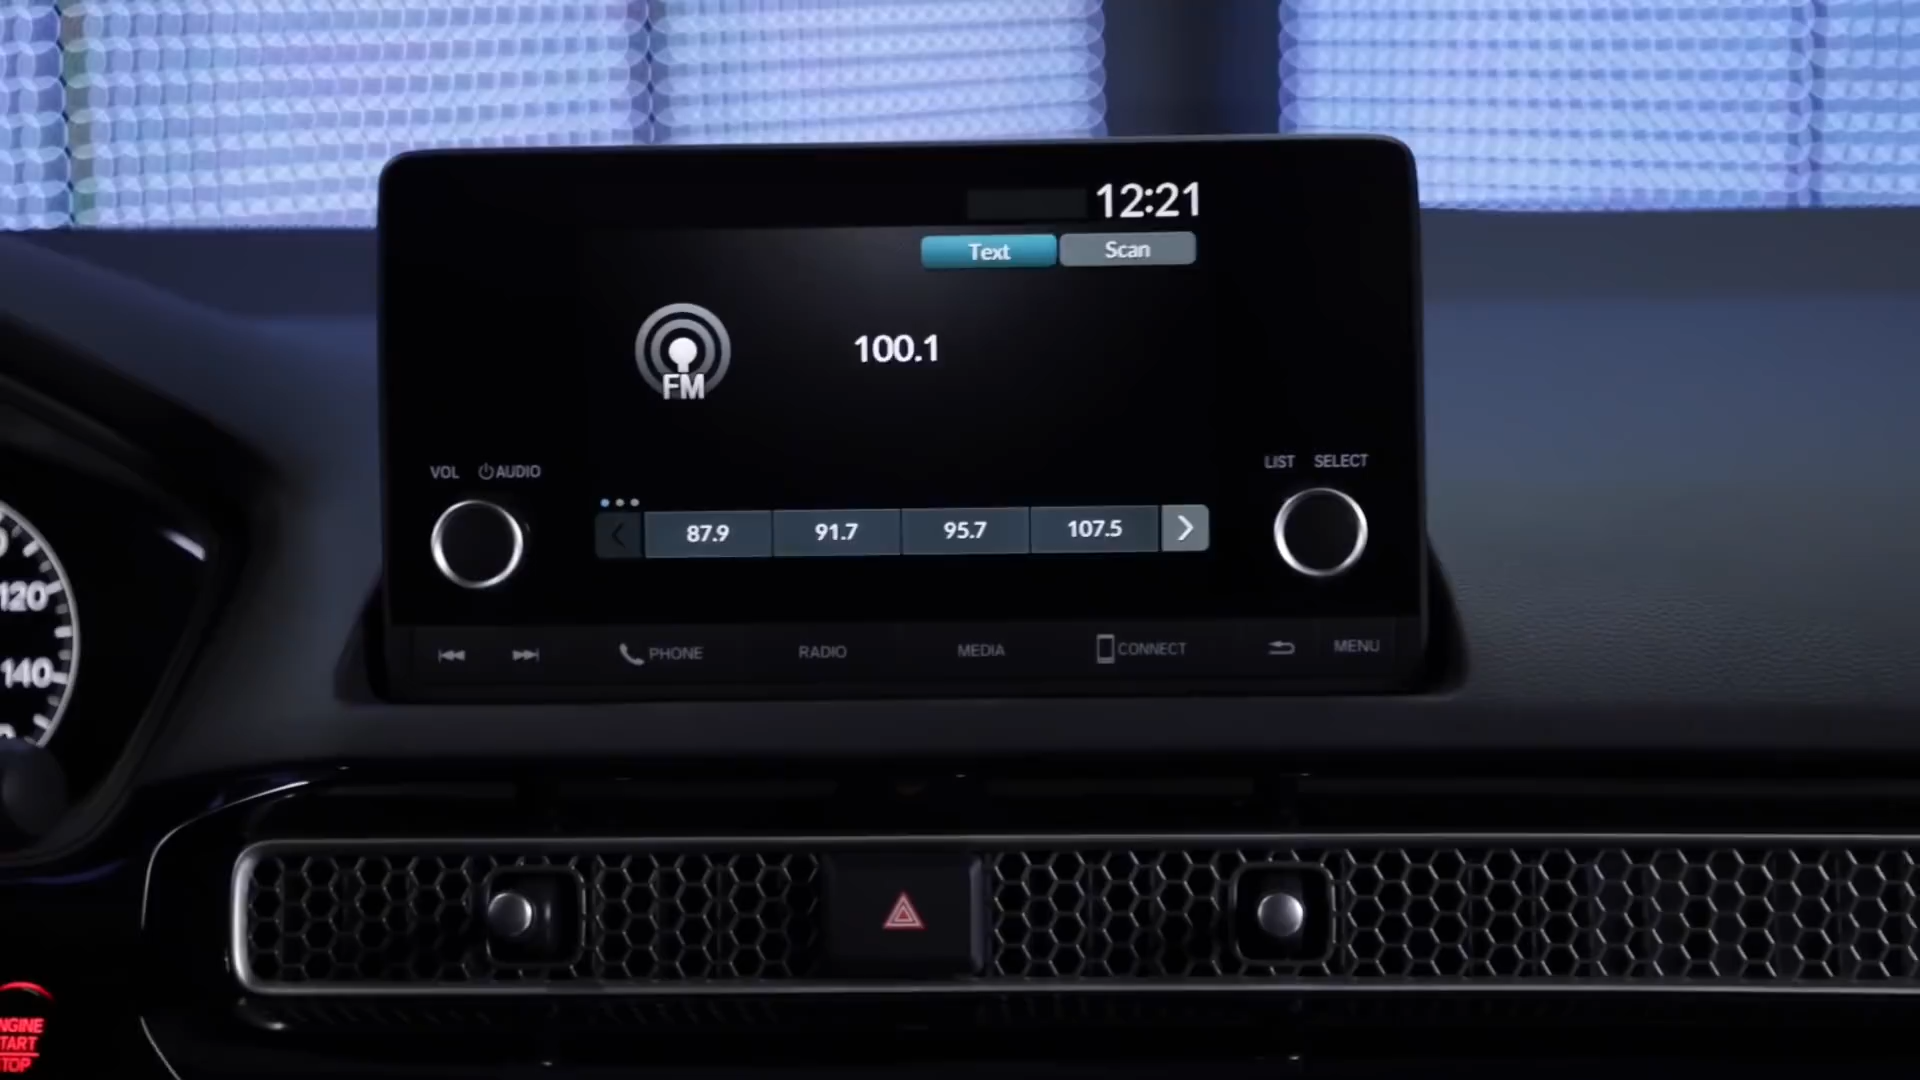 12:21
Text Scan
100.1
FM
VOL AUDIO
LIST SELECT
87.9 91.7 95.7 107.5
PHONE RADIO MEDIA CONNECT MENU
120
140